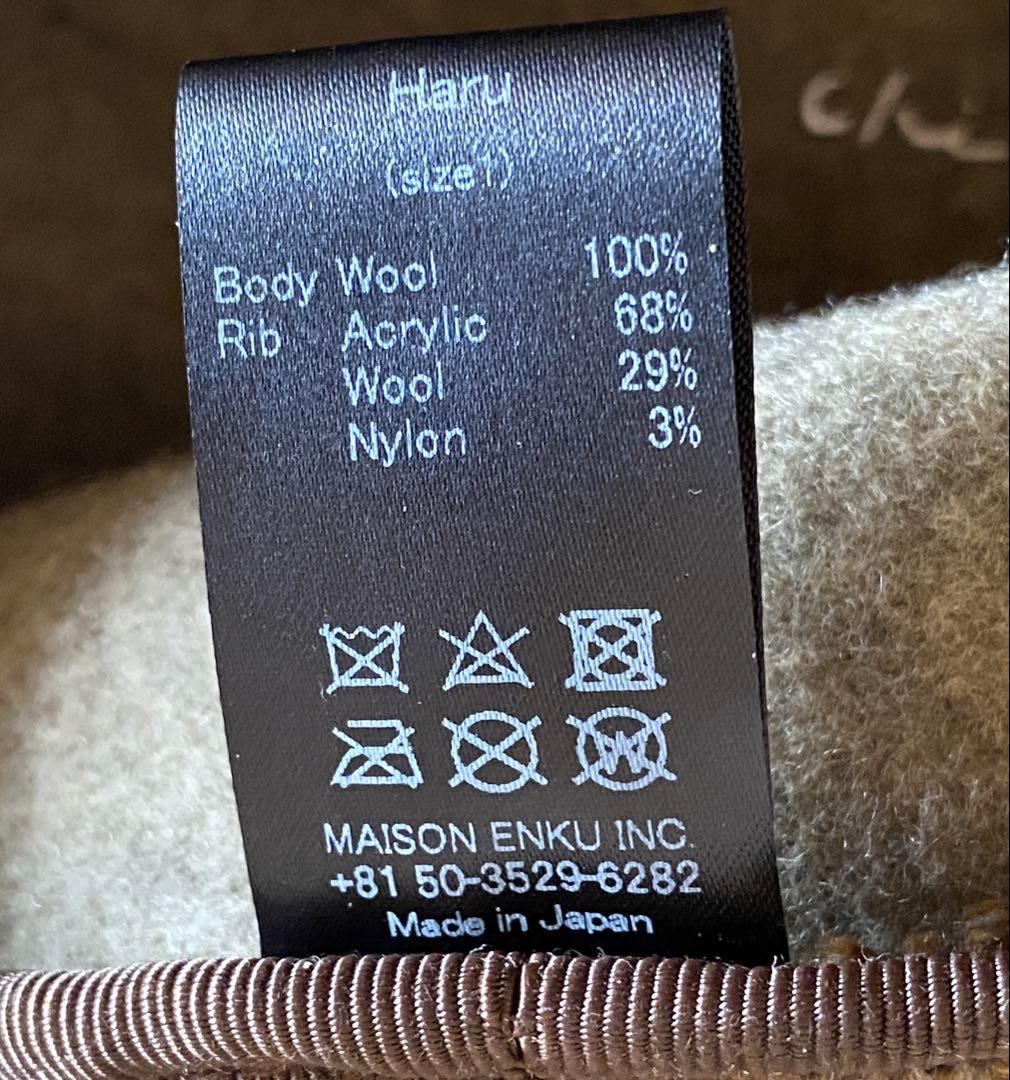 Haru
(size1)
Body Wool 100%
Rib Acrylic 68%
Wool 29%
Nylon 3%
W
MAISON ENKU INC.
+81 50-3529-6282
Made in Japan